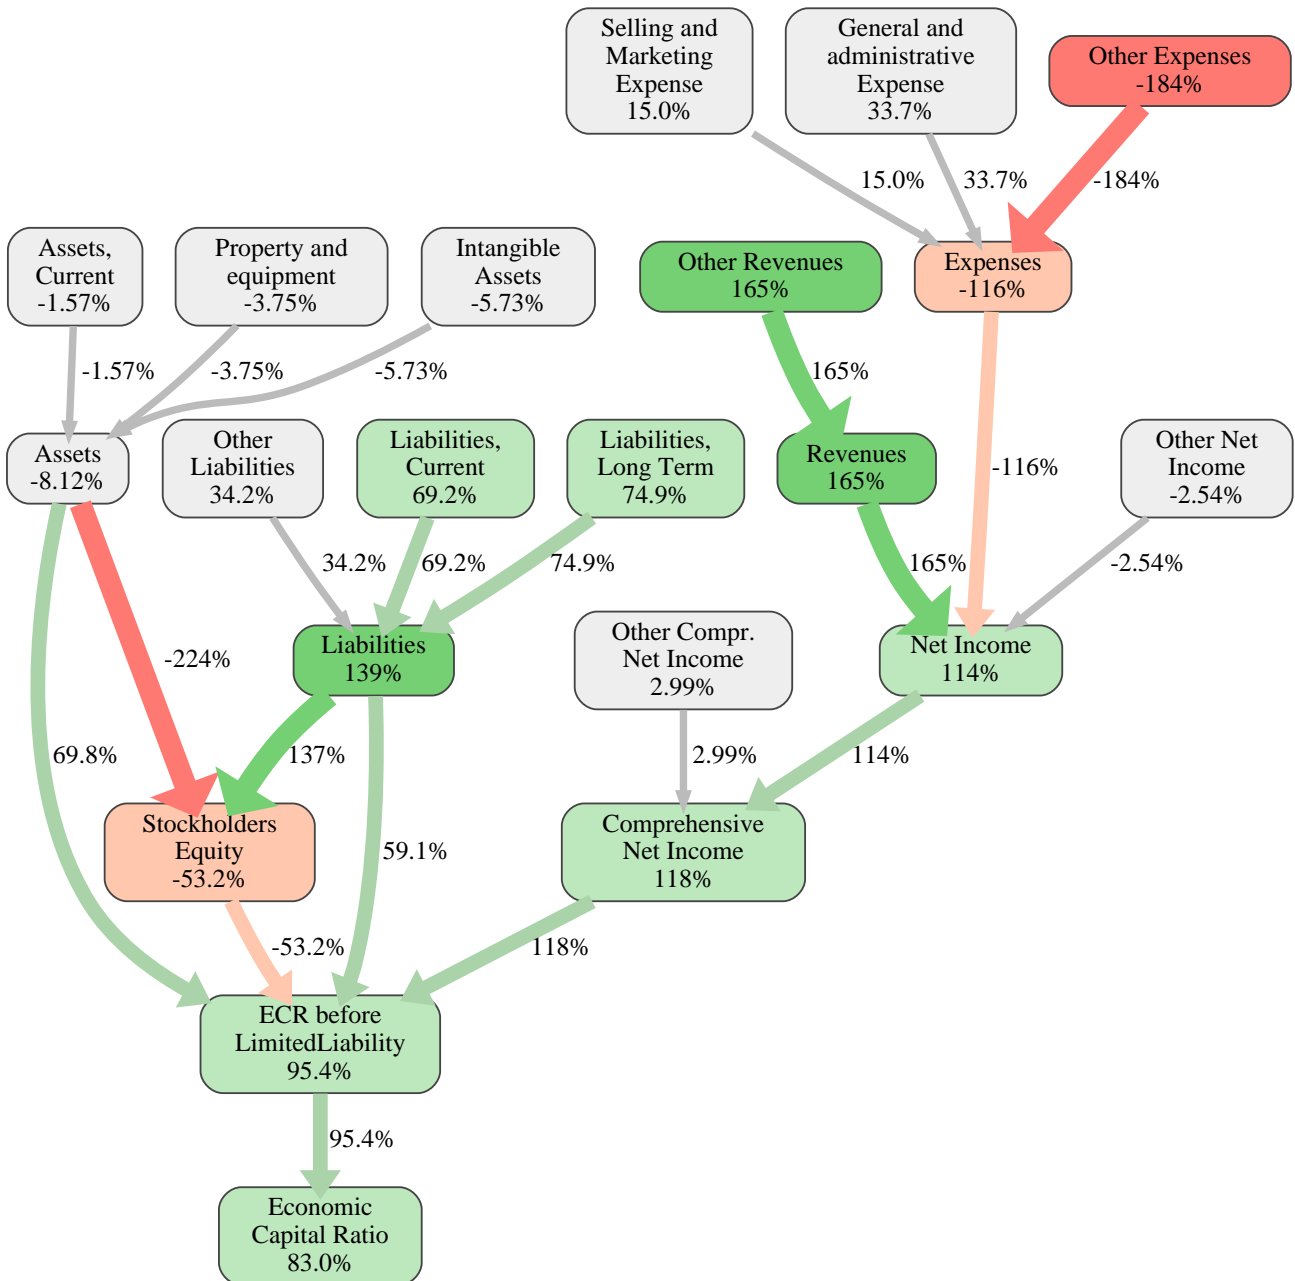 Selling and
Marketing
Expense
15.0%
General and
administrative
Expense
33.7%
Other Expenses
-184%
15.0%
33.7%
-184%
Assets,
Current
-1.57%
Property and
equipment
-3.75%
Intangible
Assets
-5.73%
Other Revenues
165%
Expenses
-116%
-1.57%
-3.75%
-5.73%
165%
Assets
-8.12%
Other
Liabilities
34.2%
Liabilities,
Current
69.2%
Liabilities,
Long Term
74.9%
Revenues
165%
-116%
Other Net
Income
-2.54%
34.2%
69.2%
74.9%
165%
-2.54%
-224%
Liabilities
139%
Other Compr.
Net Income
2.99%
Net Income
114%
69.8%
137%
2.99%
114%
Stockholders
Equity
-53.2%
59.1%
Comprehensive
Net Income
118%
-53.2%
118%
ECR before
LimitedLiability
95.4%
95.4%
Economic
Capital Ratio
83.0%